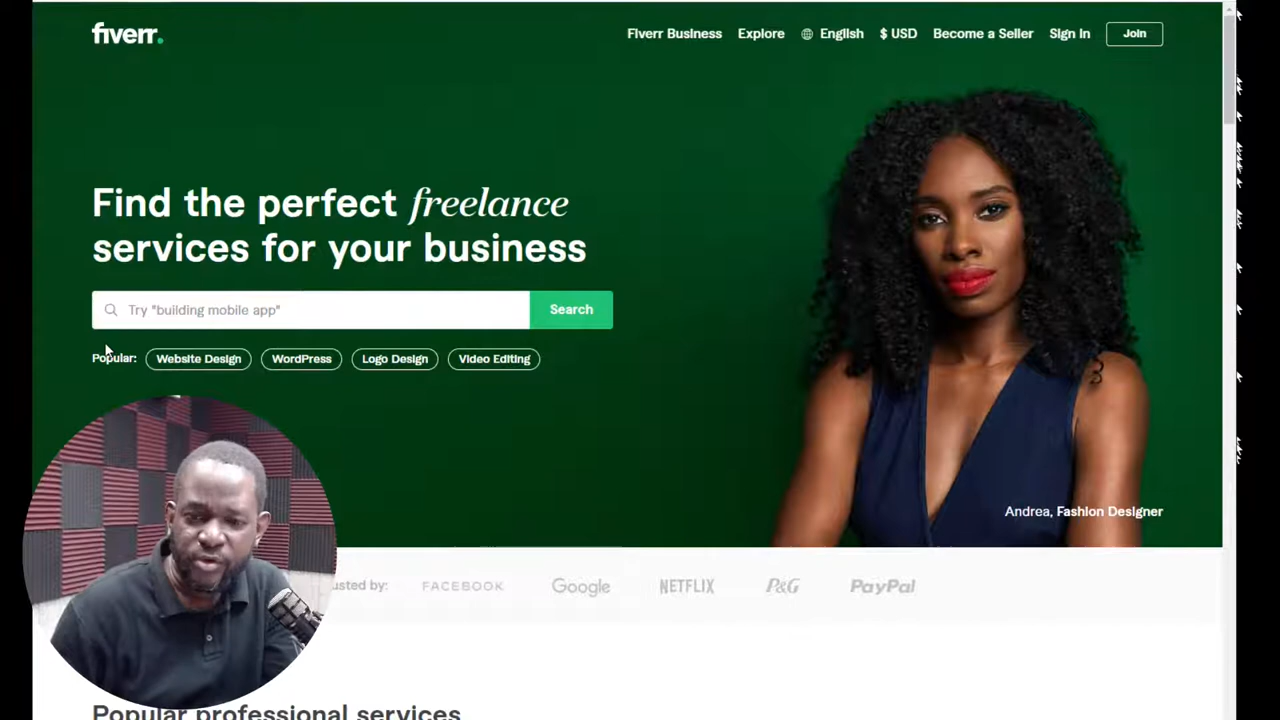 fiverr.
Fiverr Business Explore English $ USD Become a Seller Sign In Join
Find the perfect freelance
services for your business
Try "building mobile app"
Search
Popular: Website Design WordPress Logo Design Video Editing
Andrea, Fashion Designer
usted by: FACEBOOK Google NETFLIX P&G PayPal
Popular professional services